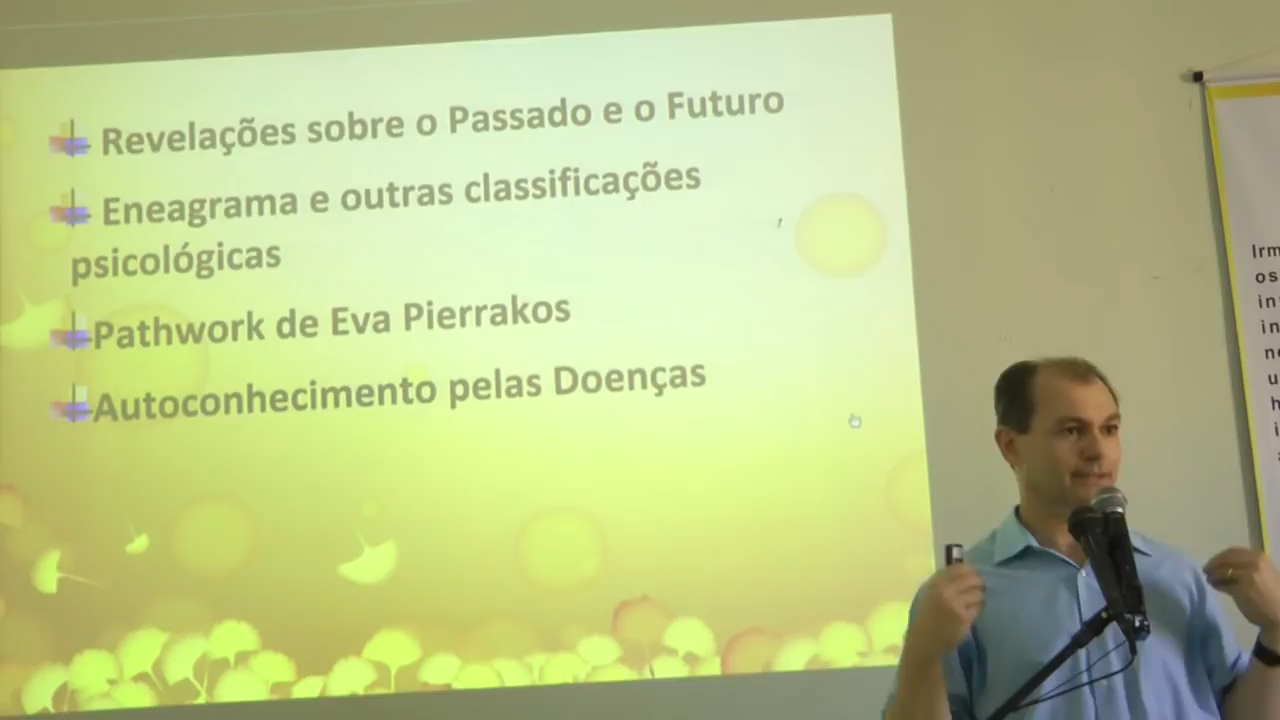 Revelações sobre o Passado e o Futuro
Eneagrama e outras classificações
psicológicas
Pathwork de Eva Pierrakos
Autoconhecimento pelas Doenças